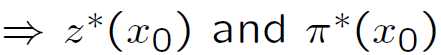 ⇒ z*(x₀) and π*(x₀)